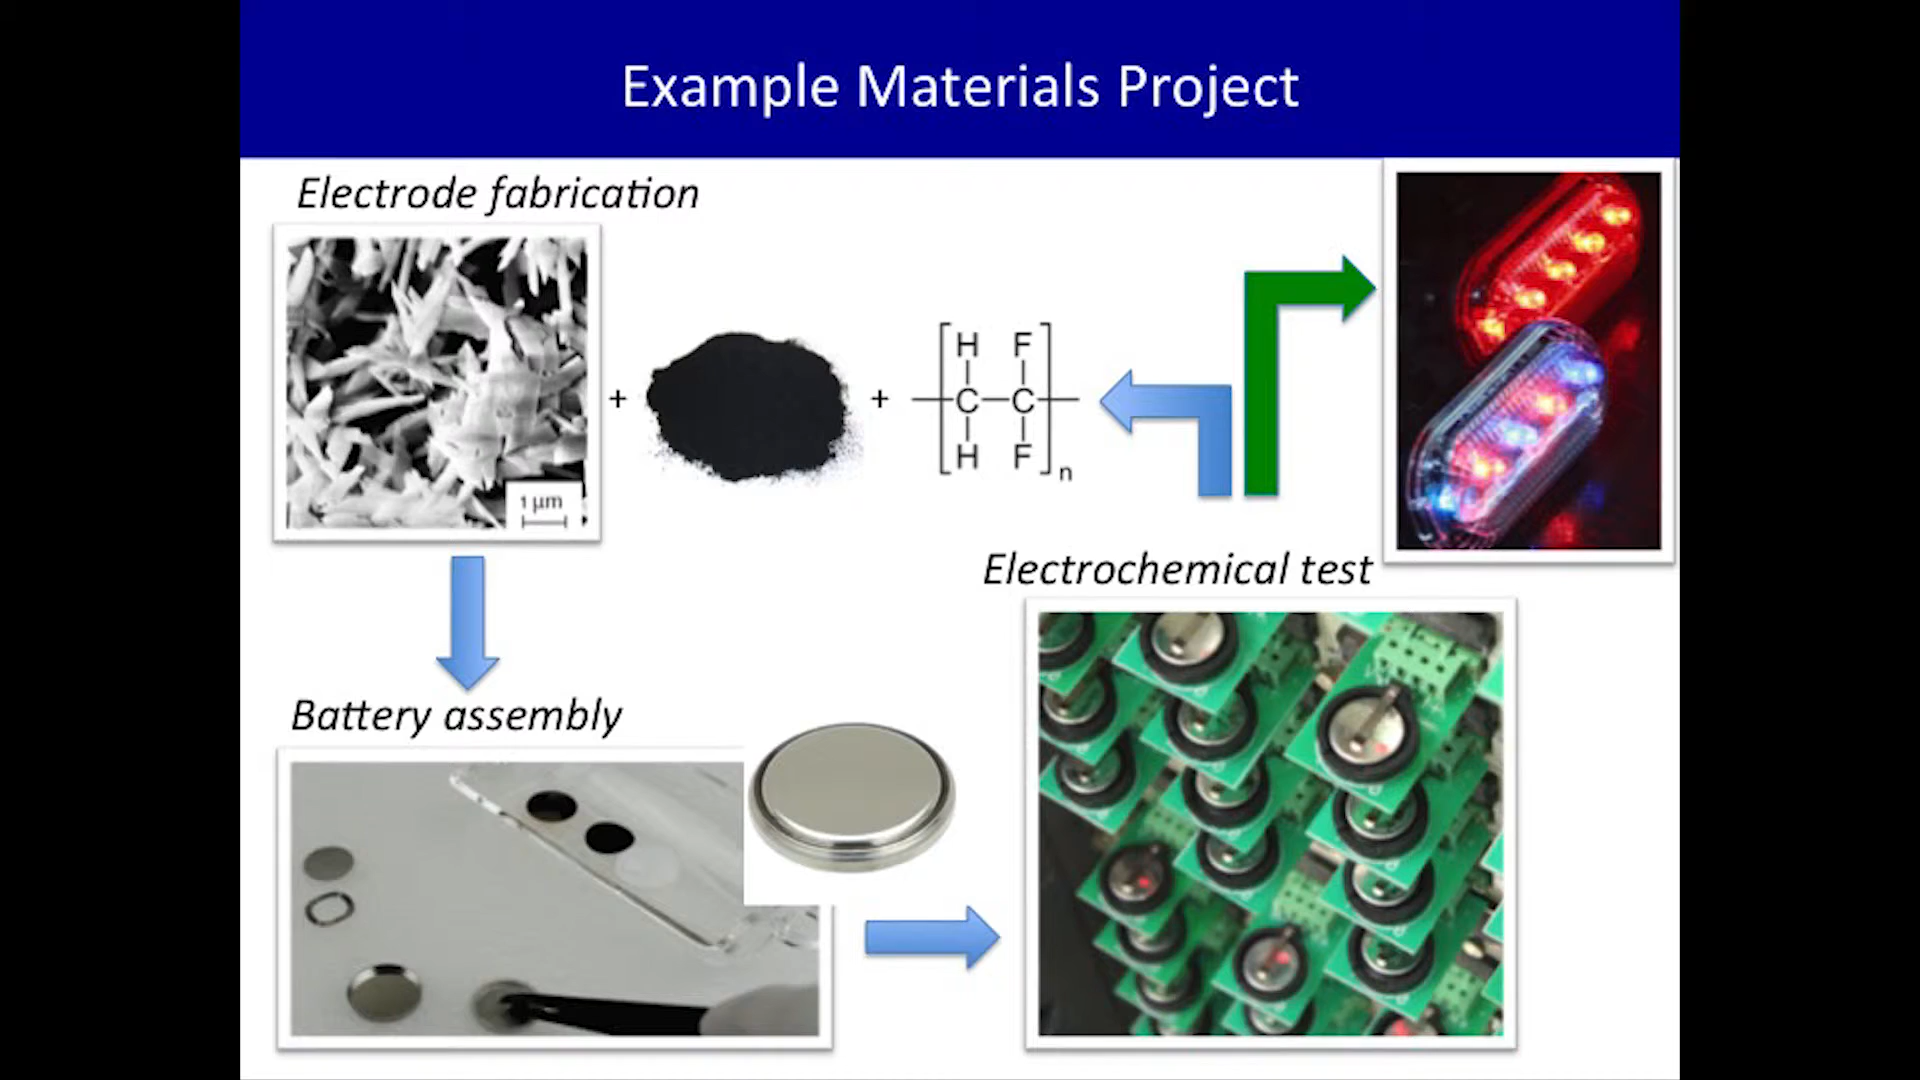 Example Materials Project
Electrode fabrication
1 μm
+
+
H F
C C
H F
n
Electrochemical test
Battery assembly